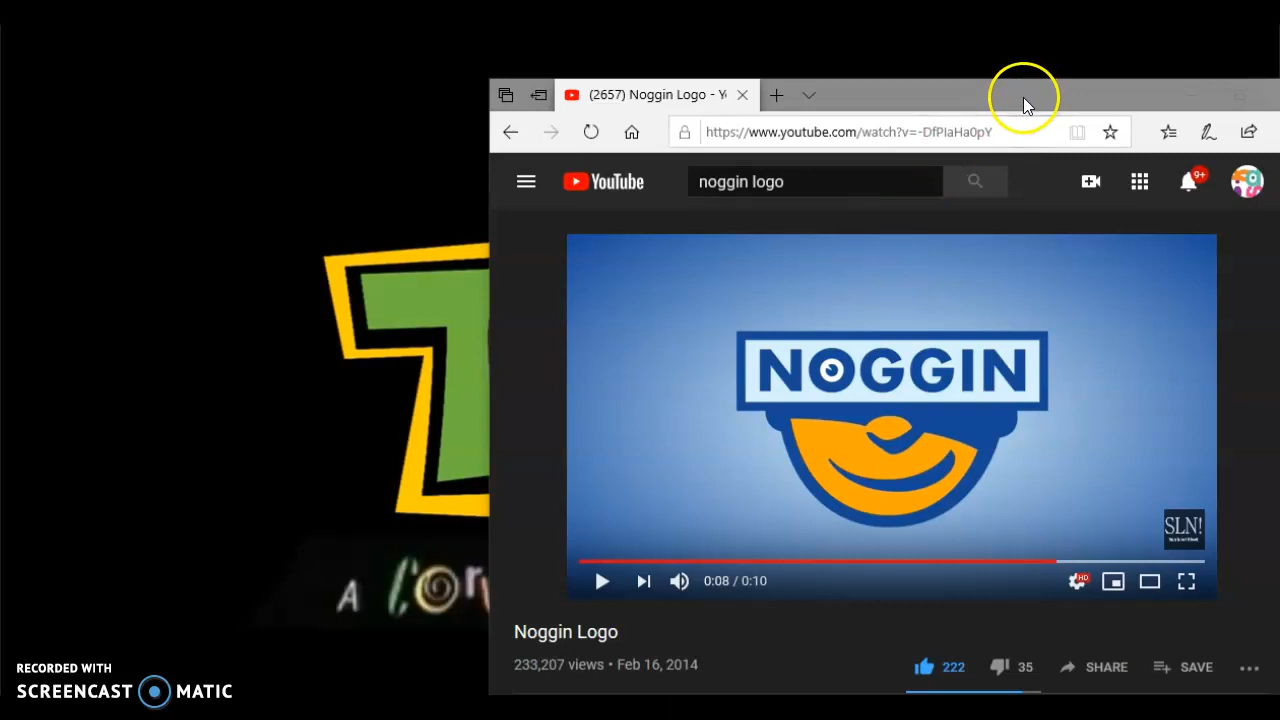 (2657) Noggin Logo - Y
https://www.youtube.com/watch?v=-DfPIaHa0pY
YouTube
noggin logo
9+
NOGGIN
T
SLN!
HD
0:08 / 0:10
A Cor
Noggin Logo
233,207 views • Feb 16, 2014
222
35
SHARE
SAVE
RECORDED WITH
SCREENCAST MATIC